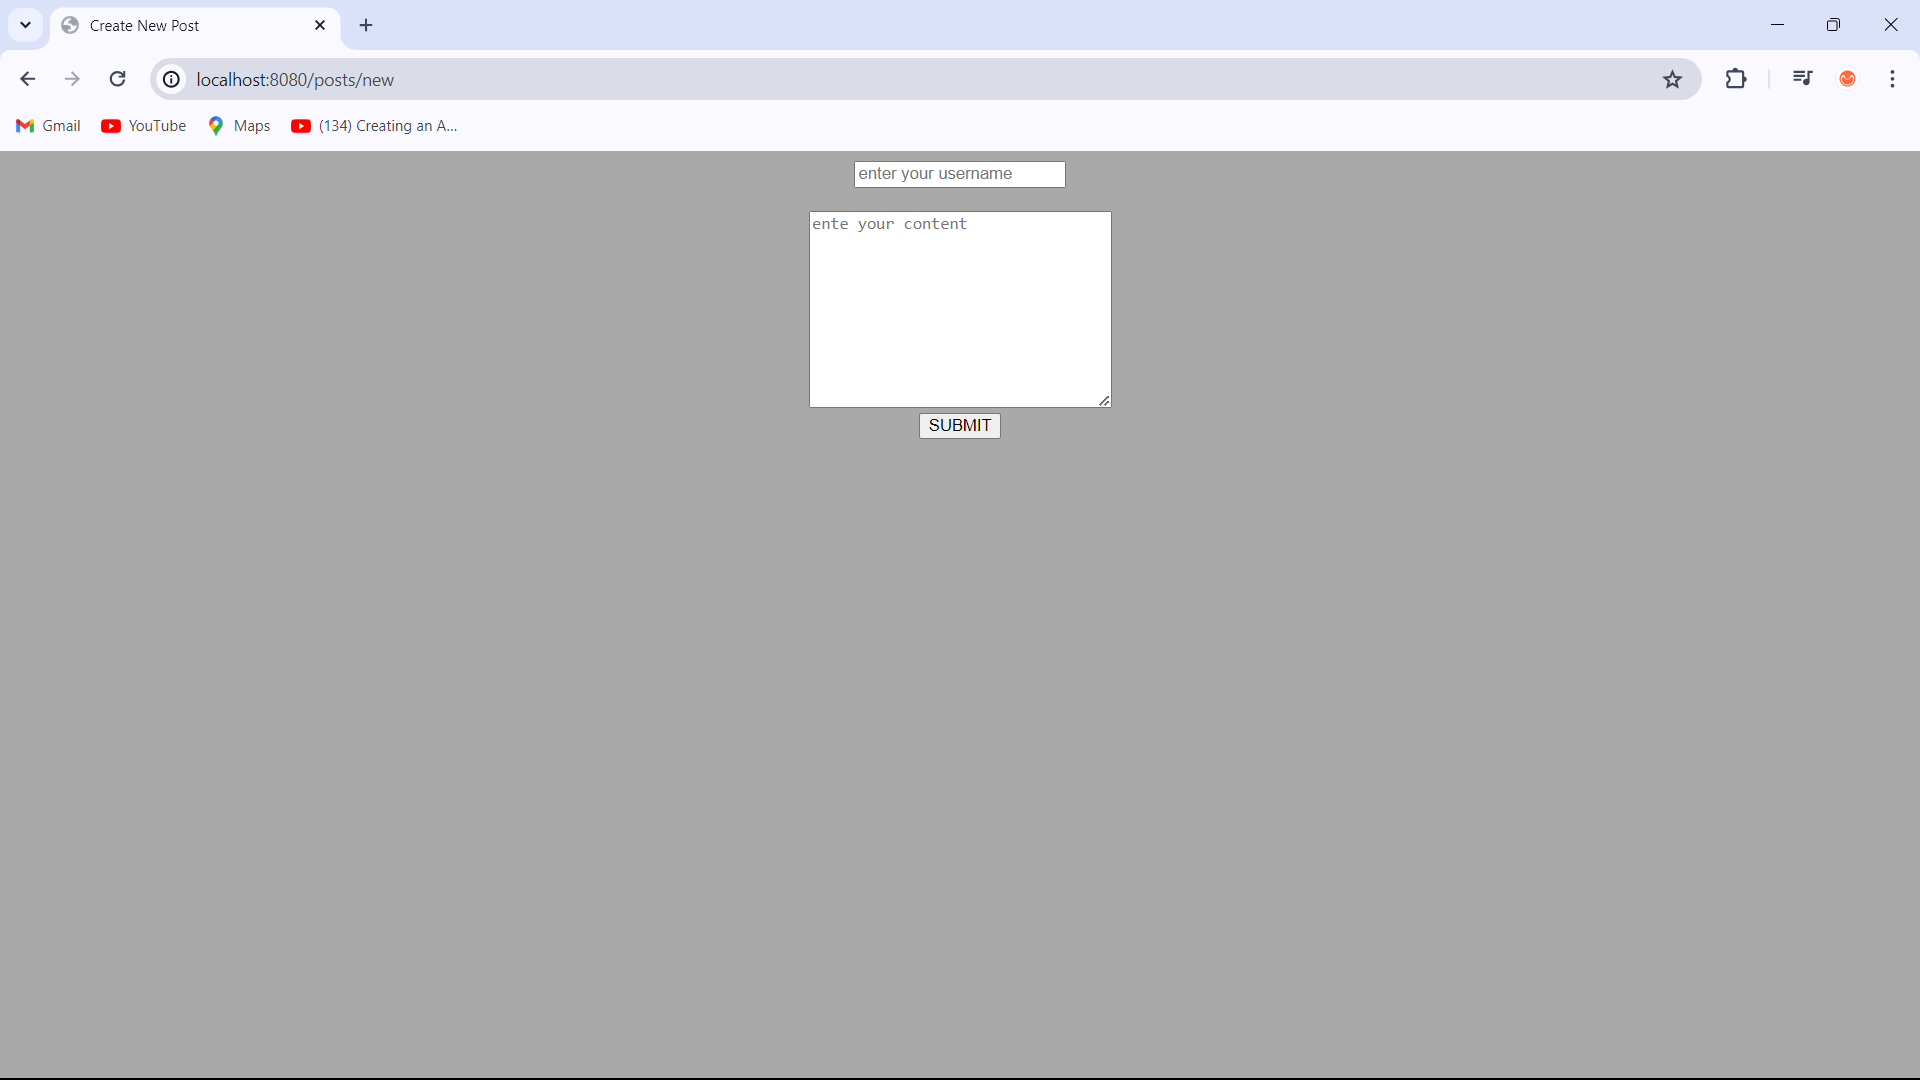 Create New Post
localhost:8080/posts/new
Gmail YouTube Maps (134) Creating an A...
enter your username
ente your content
SUBMIT